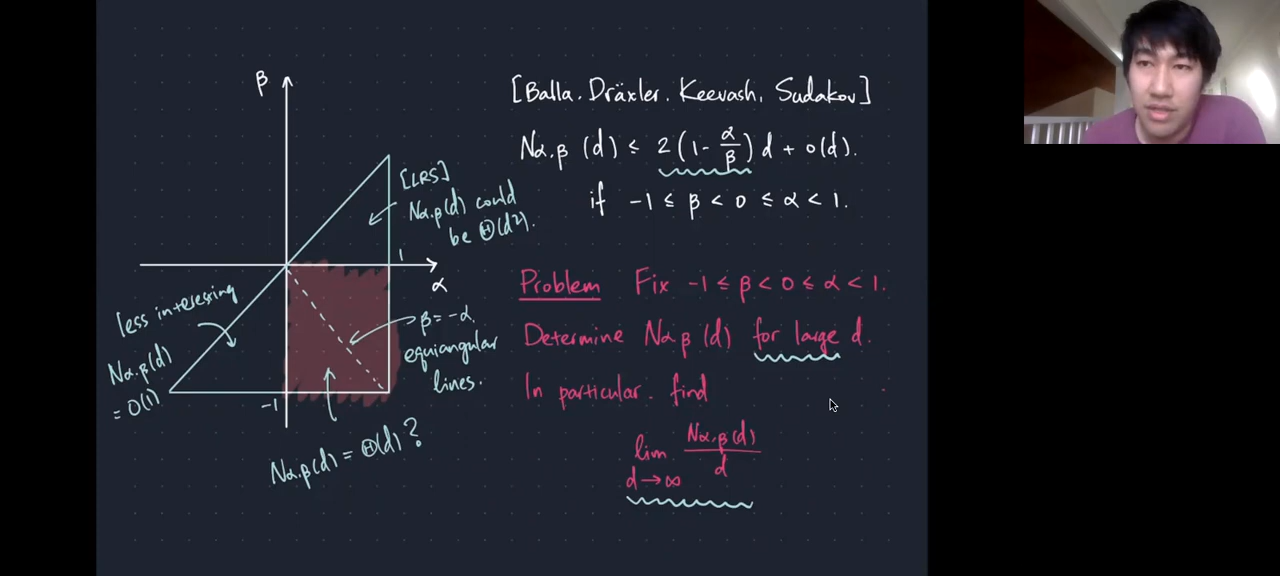 β
[LRS]
Nα,β(d) could
be Θ(d²).
1
α
less interesting
Nα,β(d)
= O(1)
β = -α
equiangular
lines.
-1
Nα,β(d) = Θ(d)?
[Balla, Dräxler, Keevash, Sudakov]
Nα,β(d) ≤ 2(1 - α/β)d + o(d).
if -1 ≤ β < 0 ≤ α < 1.
Problem Fix -1 ≤ β < 0 ≤ α < 1.
Determine Nα,β(d) for large d.
In particular, find
lim d→∞ Nα,β(d)/d